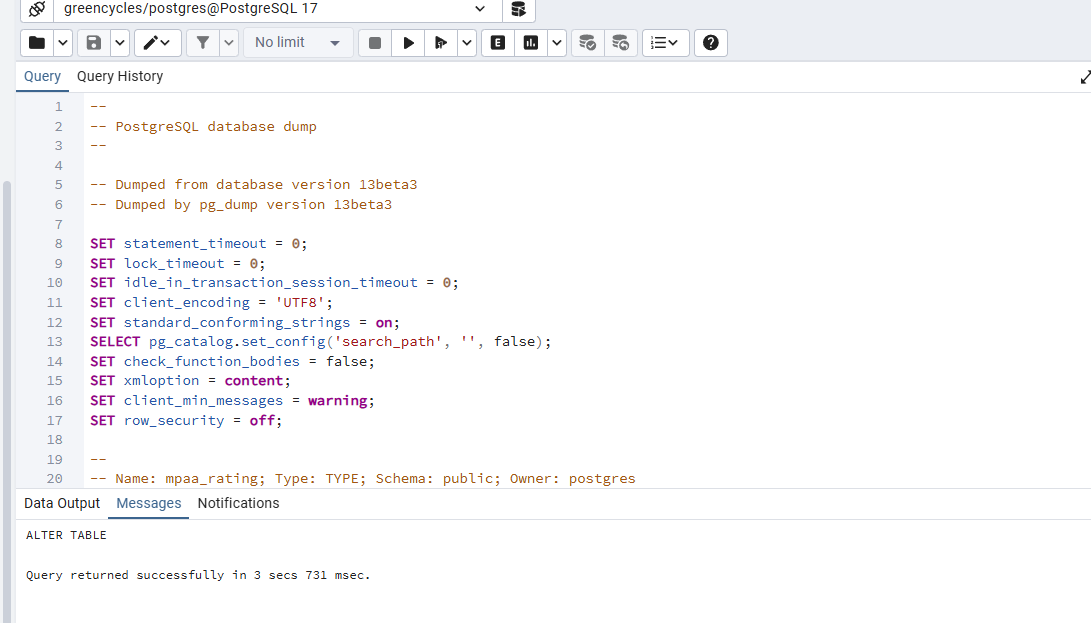 greencycles/postgres@PostgreSQL 17
No limit
E
Query Query History
1 --
2 -- PostgreSQL database dump
3 --
4
5 -- Dumped from database version 13beta3
6 -- Dumped by pg_dump version 13beta3
7
8 SET statement_timeout = 0;
9 SET lock_timeout = 0;
10 SET idle_in_transaction_session_timeout = 0;
11 SET client_encoding = 'UTF8';
12 SET standard_conforming_strings = on;
13 SELECT pg_catalog.set_config('search_path', '', false);
14 SET check_function_bodies = false;
15 SET xmloption = content;
16 SET client_min_messages = warning;
17 SET row_security = off;
18
19 --
20 -- Name: mpaa_rating; Type: TYPE; Schema: public; Owner: postgres
Data Output Messages Notifications
ALTER TABLE
Query returned successfully in 3 secs 731 msec.